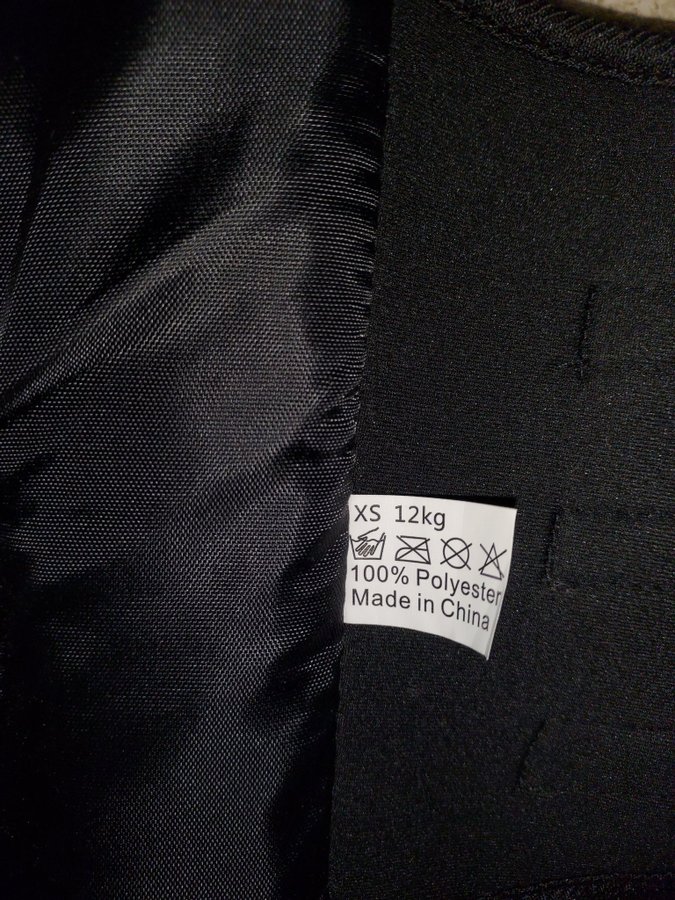 XS 12kg
100% Polyester
Made in China